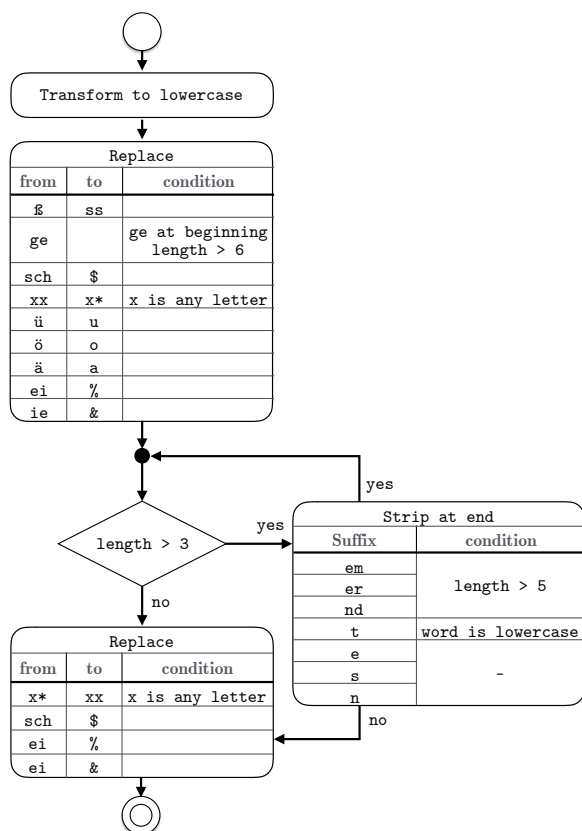 Transform to lowercase
Replace
from to condition
ß ss
ge ge at beginning
length > 6
sch $
xx x* x is any letter
ü u
ö o
ä a
ei %
ie &
yes
length > 3
yes
no
Strip at end
Suffix condition
em
er length > 5
nd
t word is lowercase
e
s -
n
no
Replace
from to condition
x* xx x is any letter
sch $
ei %
ei &